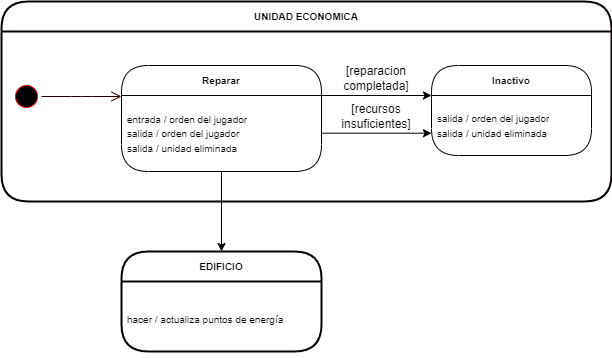 UNIDAD ECONOMICA
Reparar
entrada / orden del jugador
salida / orden del jugador
salida / unidad eliminada
[reparacion
completada]
[recursos
insuficientes]
Inactivo
salida / orden del jugador
salida / unidad eliminada
EDIFICIO
hacer / actualiza puntos de energía